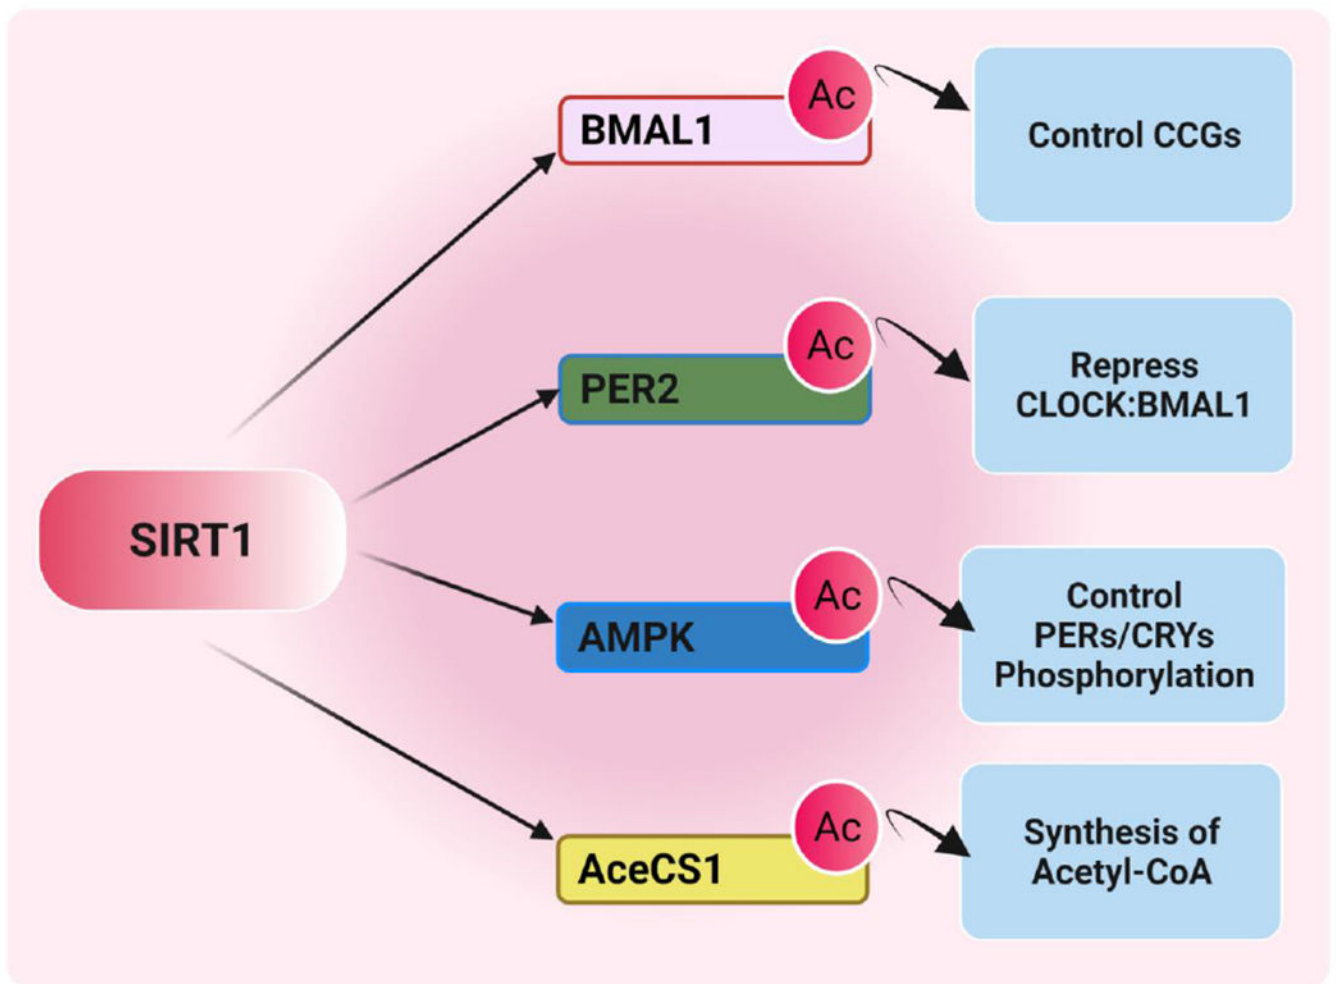 BMAL1
Ac
Control CCGs
PER2
Ac
Repress
CLOCK:BMAL1
SIRT1
AMPK
Ac
Control
PERs/CRYs
Phosphorylation
AceCS1
Ac
Synthesis of
Acetyl-CoA